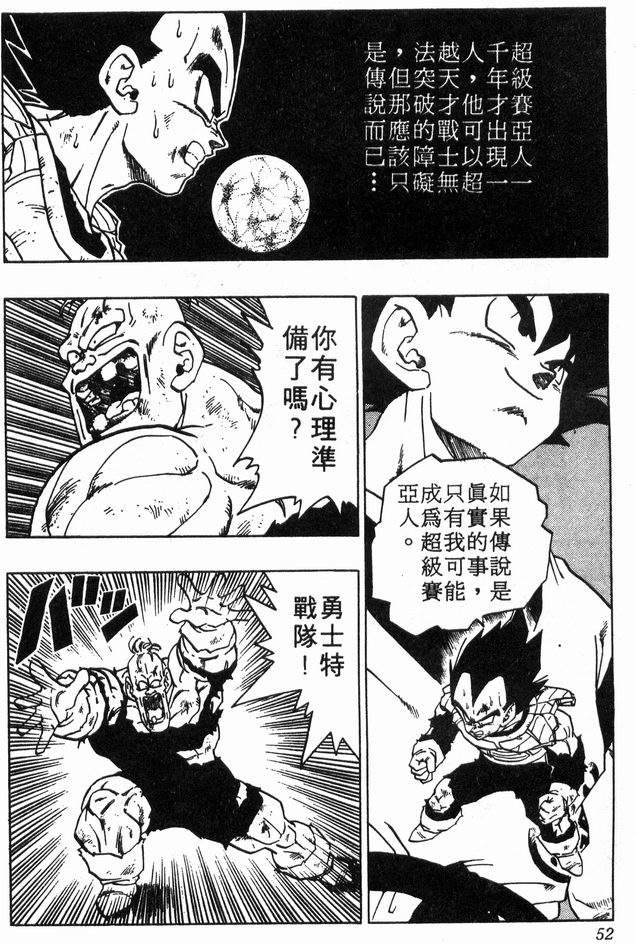 超級賽亞人一
千年才出現一
人，他可以超
越天才戰士無
法突破的障礙
，但那應該只
是傳說而已…
如果傳說是
眞實的事，
只有我可能
成爲超級賽
亞人。
你有心理準
備了嗎？
勇士特
戰隊！
52